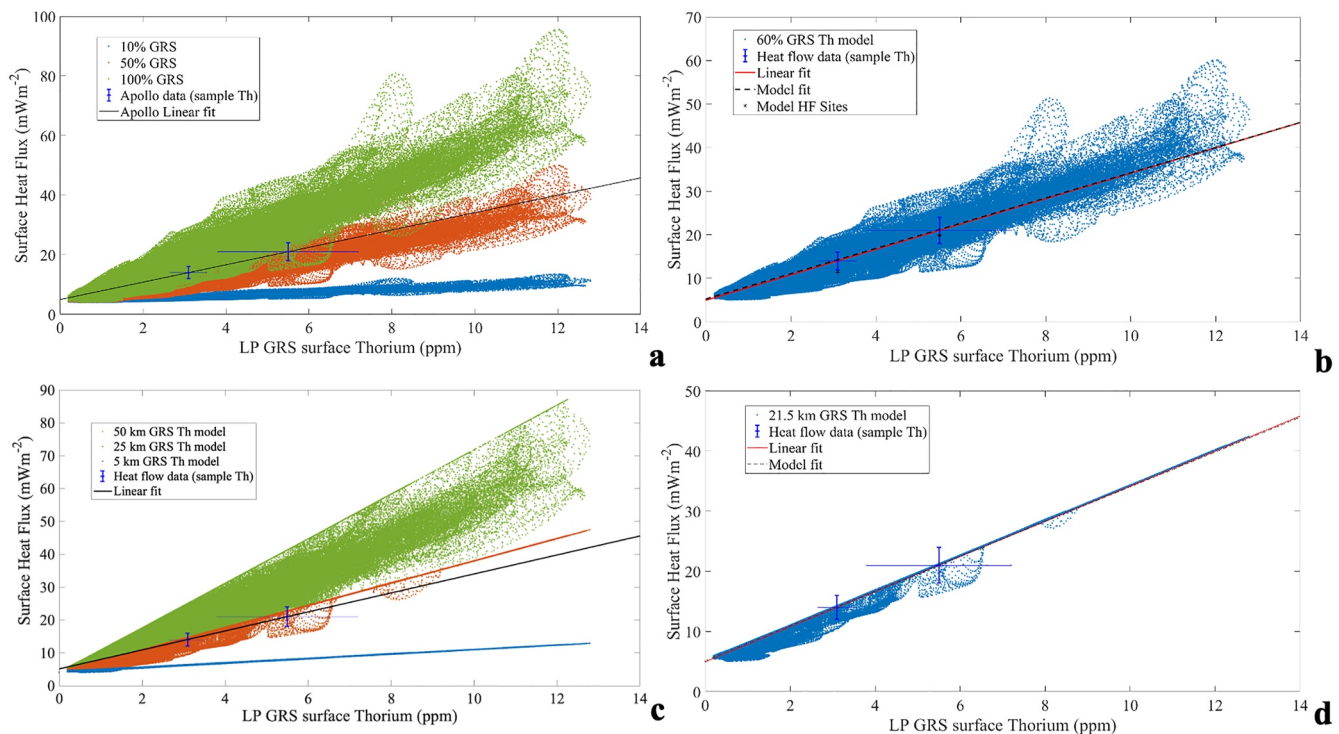 100
80
60
40
20
0
Surface Heat Flux (mWm-2)
10% GRS
50% GRS
100% GRS
Apollo data (sample Th)
Apollo Linear fit
0 2 4 6 8 10 12 14
LP GRS surface Thorium (ppm)
a
70
60
50
40
30
20
10
0
Surface Heat Flux (mWm-2)
60% GRS Th model
Heat flow data (sample Th)
Linear fit
Model fit
Model HF Sites
0 2 4 6 8 10 12 14
LP GRS surface Thorium (ppm)
b
90
80
70
60
50
40
30
20
10
0
Surface Heat Flux (mWm-2)
50 km GRS Th model
25 km GRS Th model
5 km GRS Th model
Heat flow data (sample Th)
Linear fit
0 2 4 6 8 10 12 14
LP GRS surface Thorium (ppm)
c
50
40
30
20
10
0
Surface Heat Flux (mWm-2)
21.5 km GRS Th model
Heat flow data (sample Th)
Linear fit
Model fit
0 2 4 6 8 10 12 14
LP GRS surface Thorium (ppm)
d